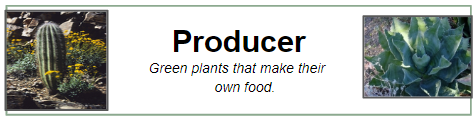 Producer
Green plants that make their
own food.